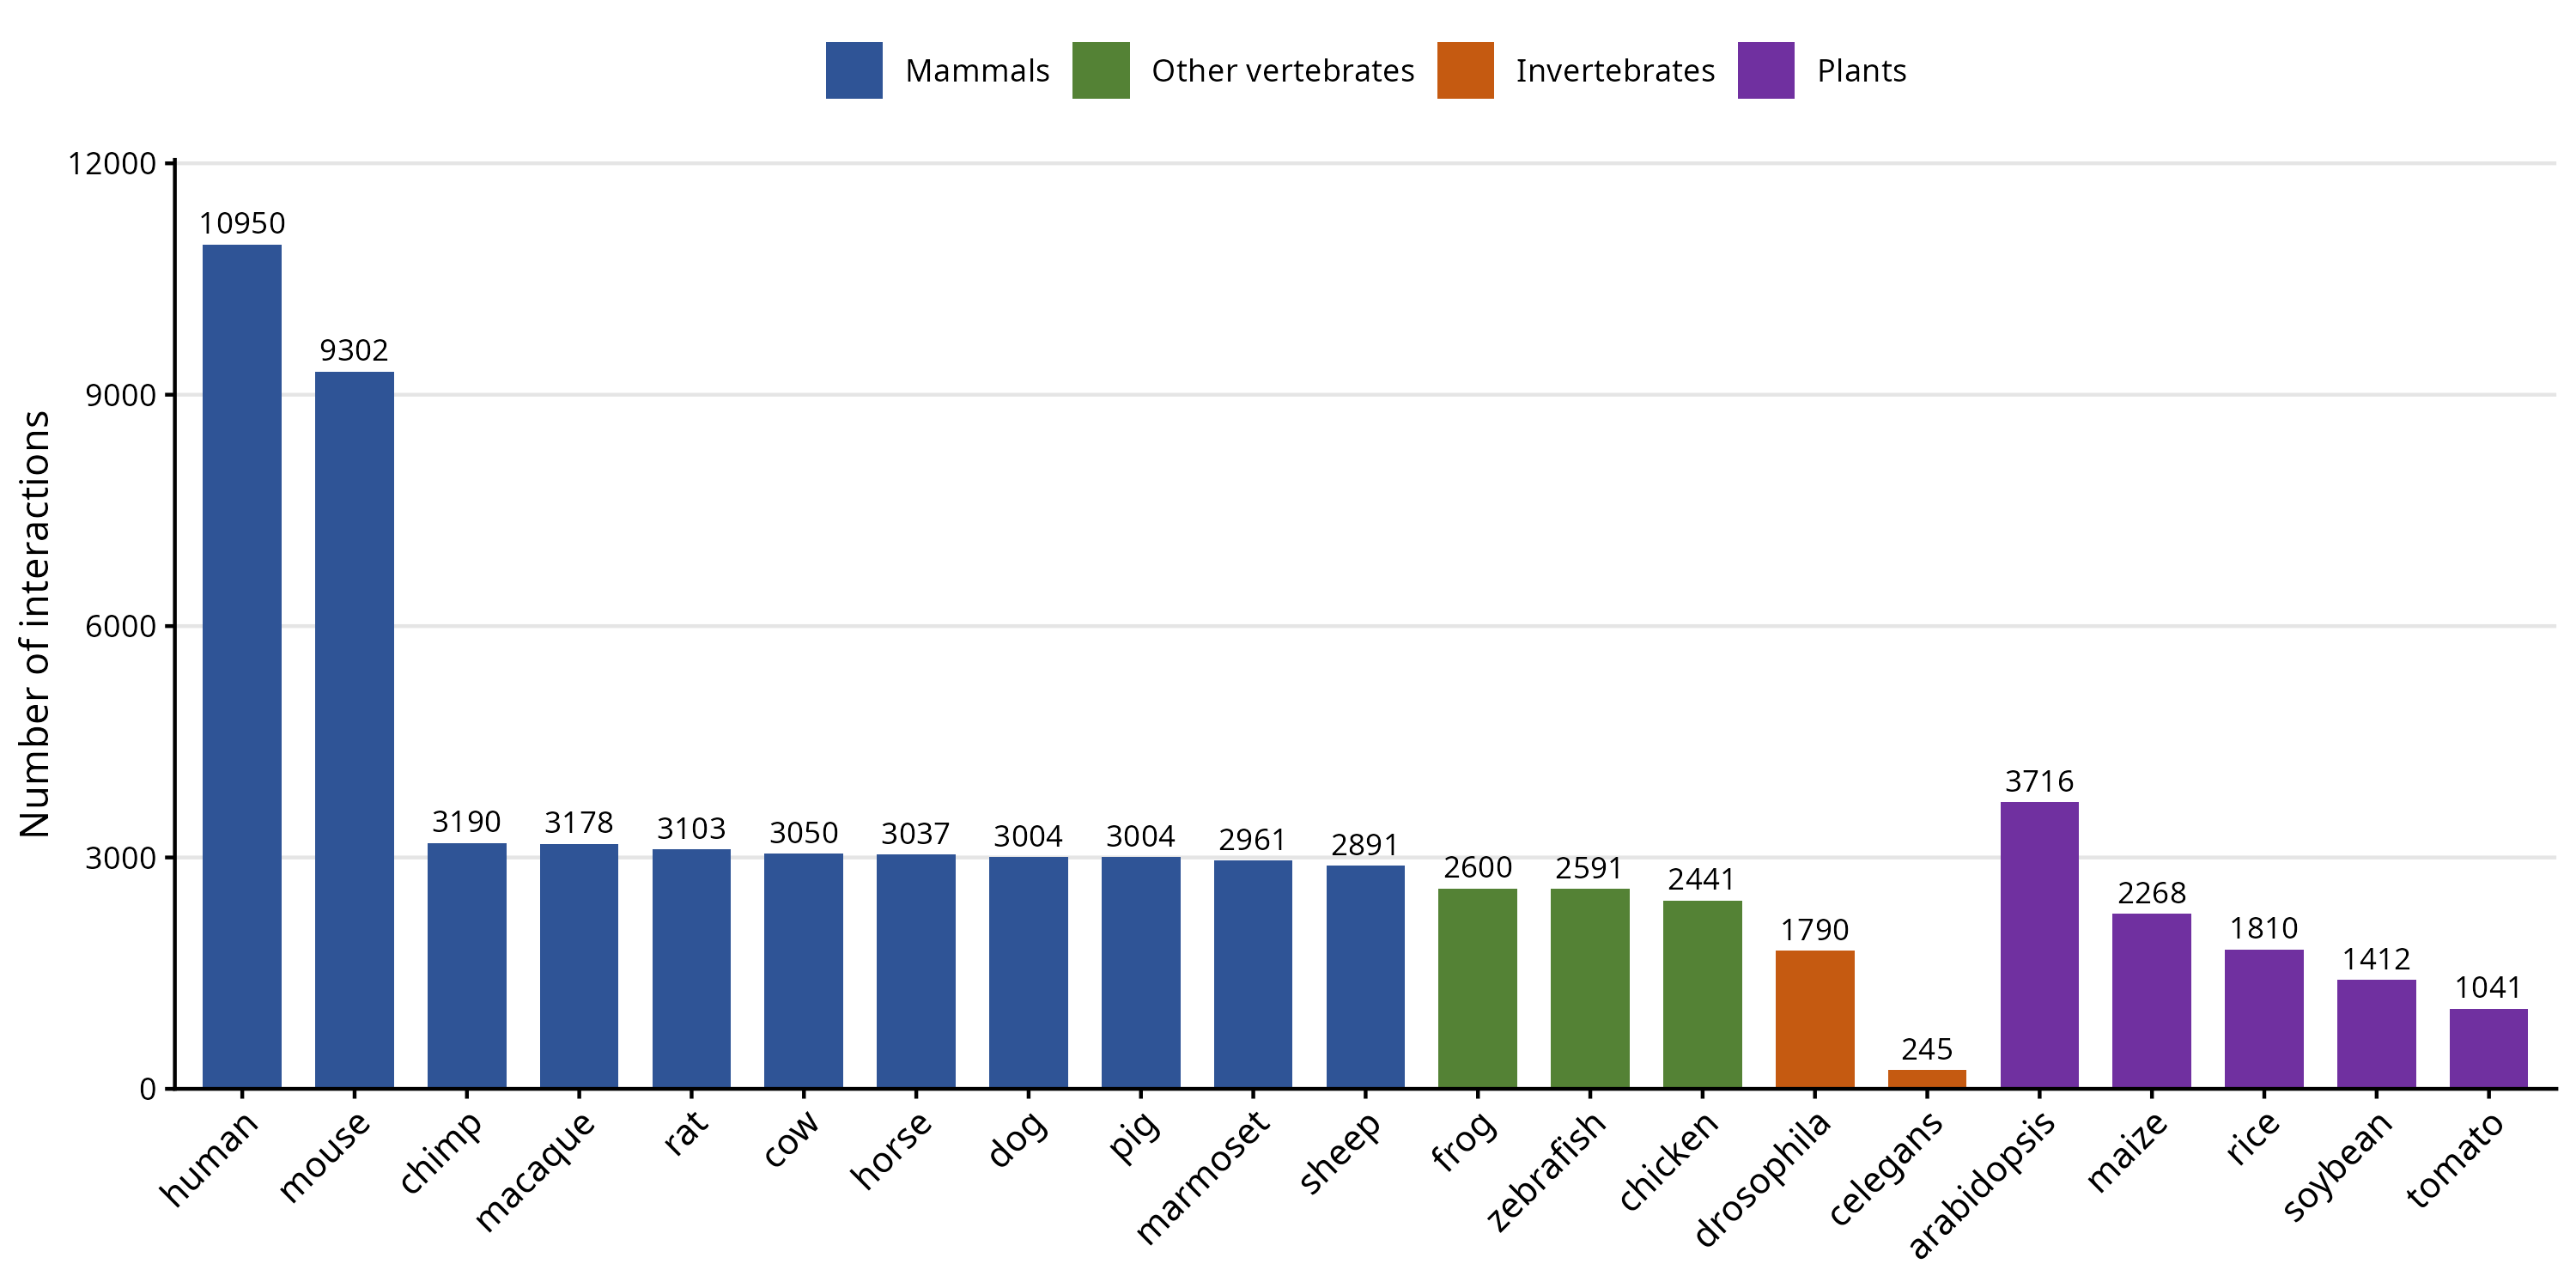 Mammals Other vertebrates Invertebrates Plants
Number of interactions
12000
9000
6000
3000
0
10950
9302
3190
3178
3103
3050
3037
3004
3004
2961
2891
2600
2591
2441
1790
245
3716
2268
1810
1412
1041
human
mouse
chimp
macaque
rat
cow
horse
dog
pig
marmoset
sheep
frog
zebrafish
chicken
drosophila
celegans
arabidopsis
maize
rice
soybean
tomato